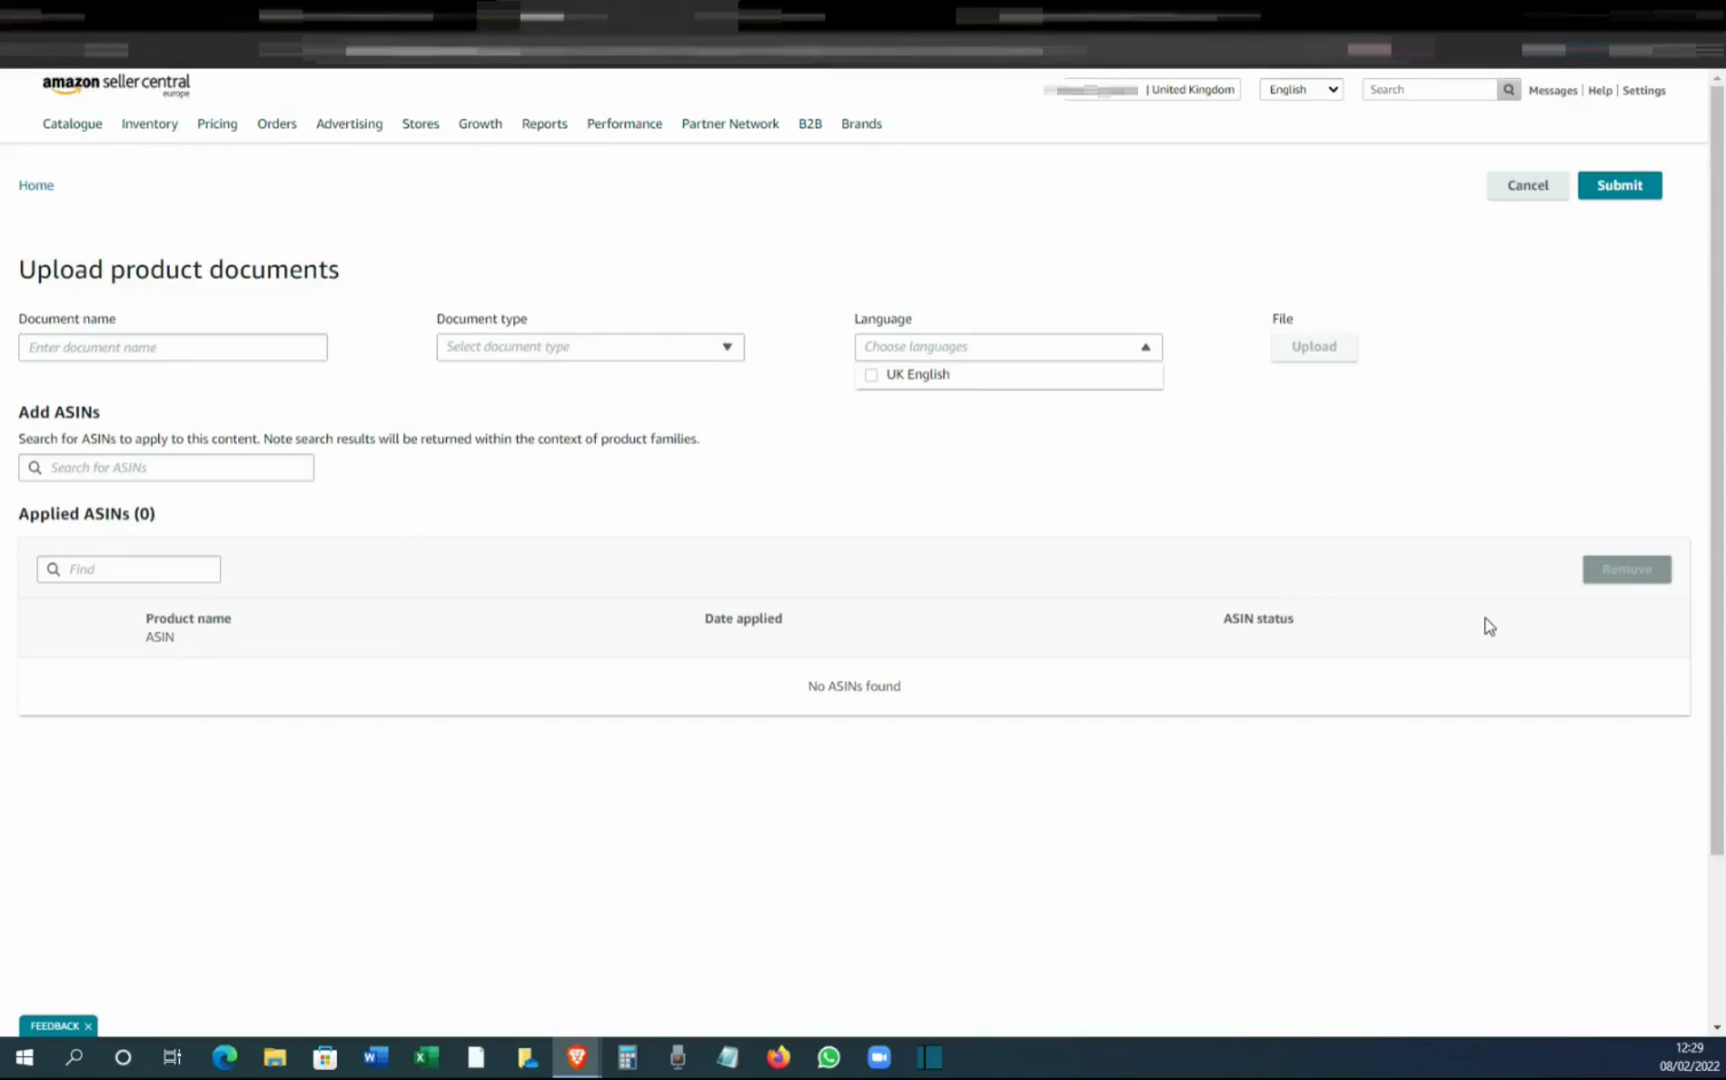 amazon seller central
europe
| United Kingdom
English
Search
Messages | Help | Settings
Catalogue Inventory Pricing Orders Advertising Stores Growth Reports Performance Partner Network B2B Brands
Home
Cancel
Submit
Upload product documents
Document name
Document type
Language
File
Enter document name
Select document type
Choose languages
Upload
UK English
Add ASINs
Search for ASINs to apply to this content. Note search results will be returned within the context of product families.
Search for ASINs
Applied ASINs (0)
Find
Remove
Product name
ASIN
Date applied
ASIN status
No ASINs found
FEEDBACK ×
12:29
08/02/2022